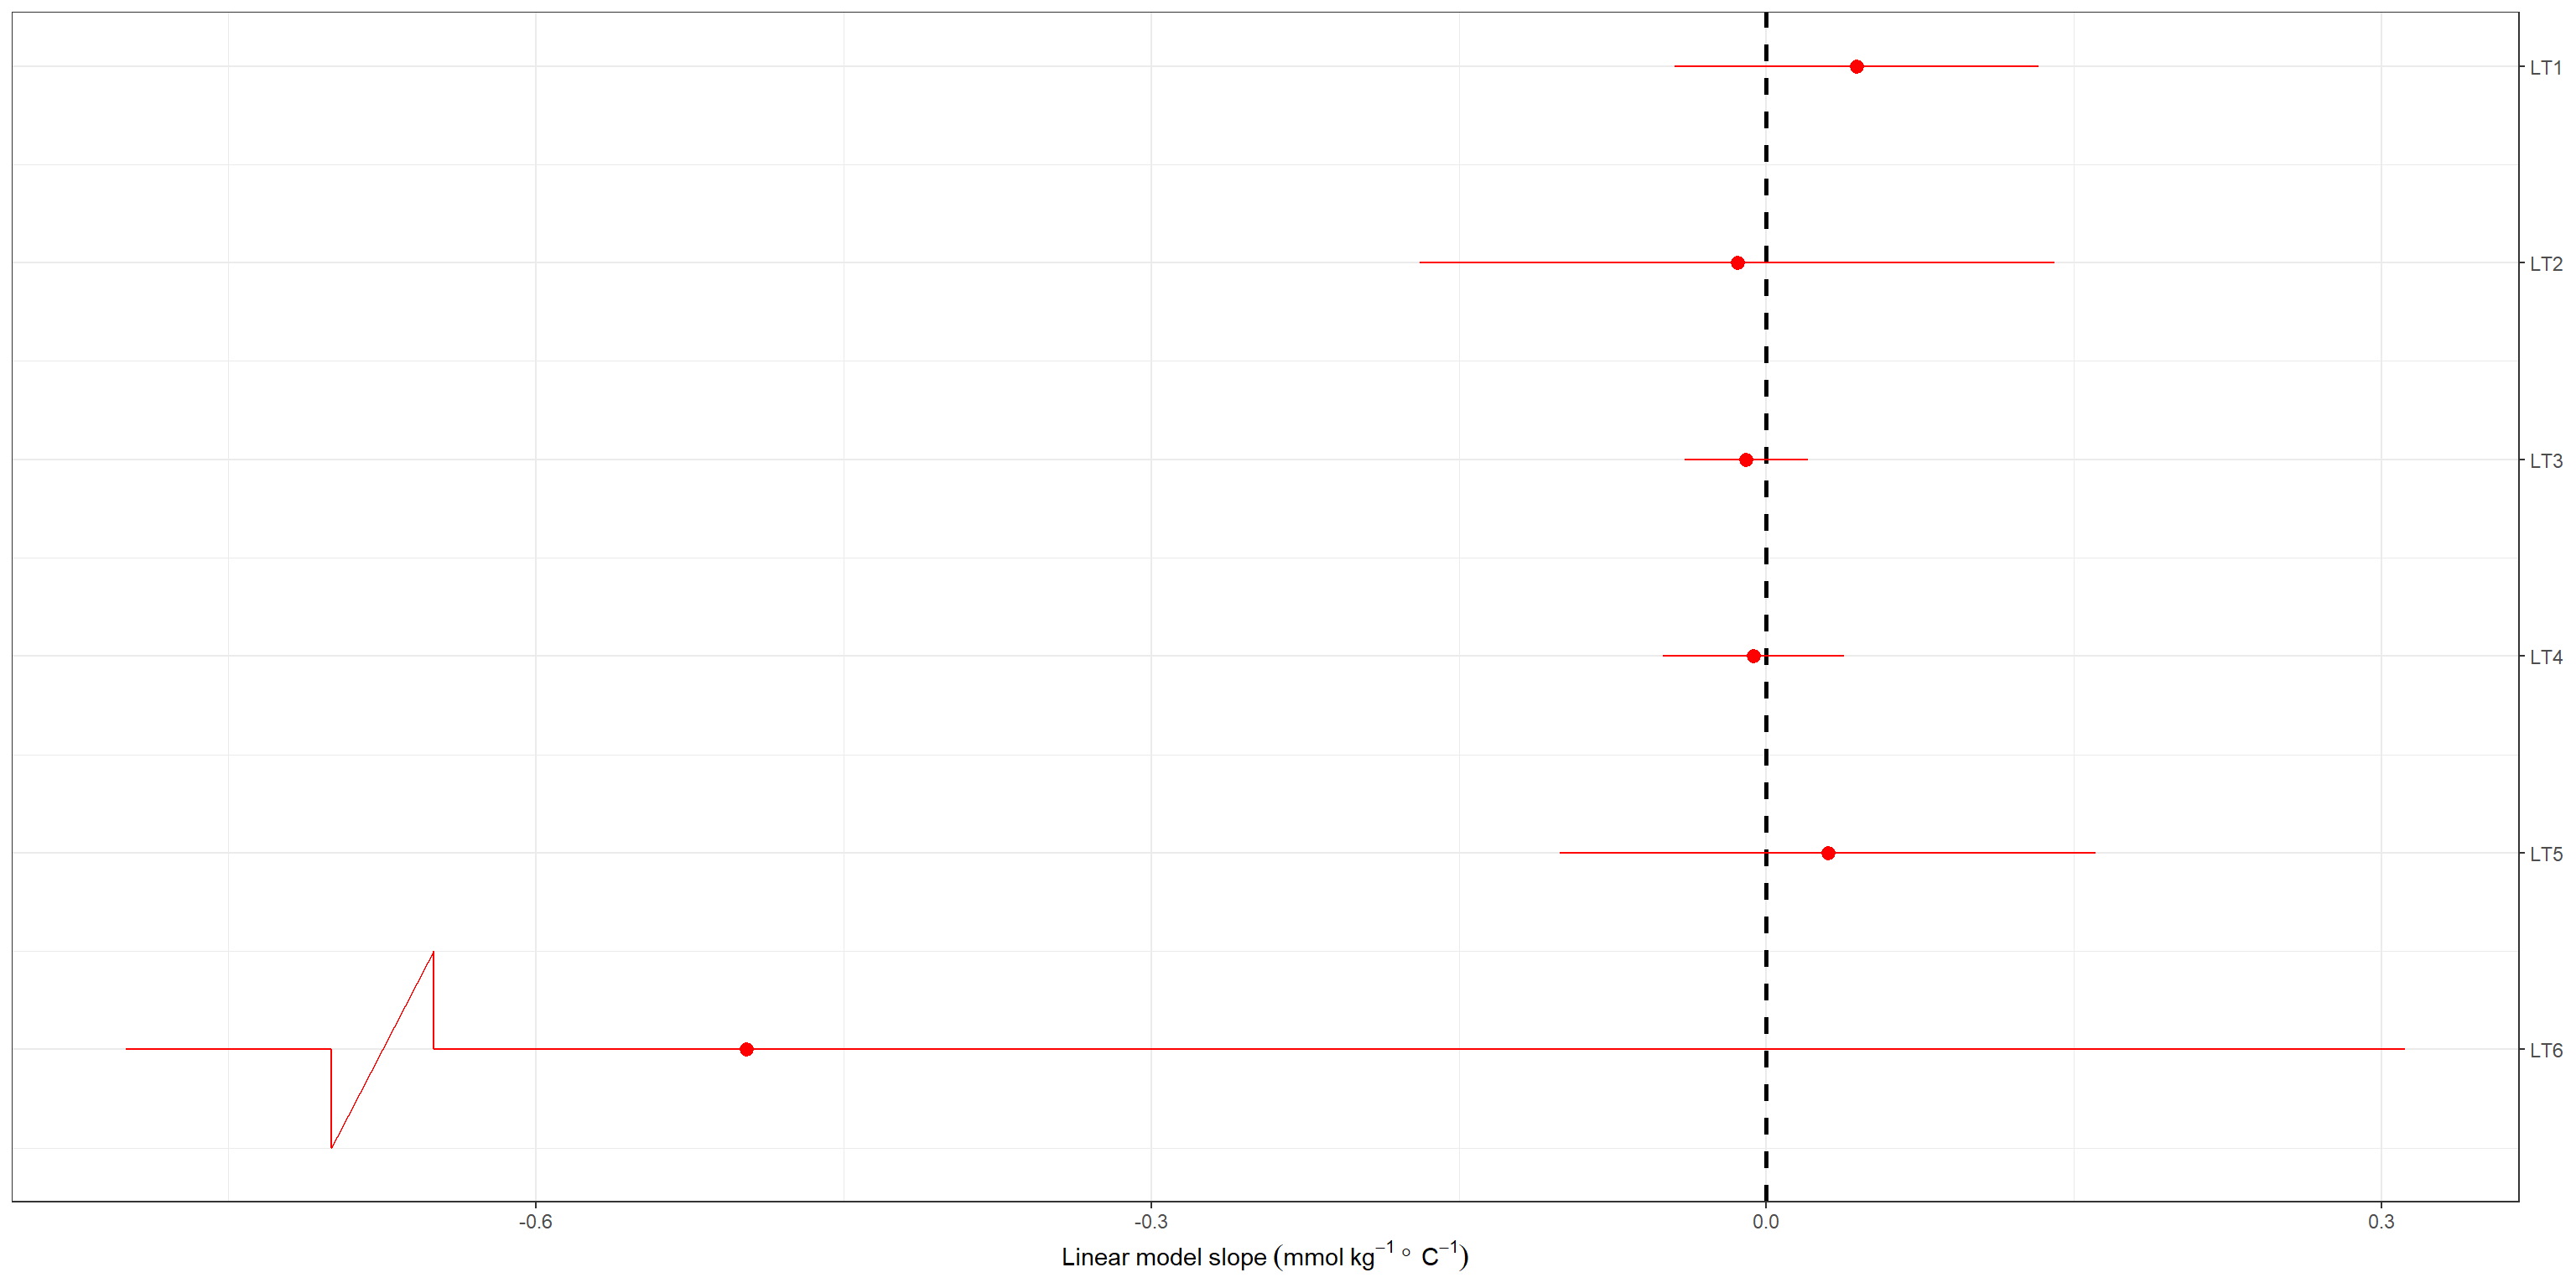 LT1
LT2
LT3
LT4
LT5
LT6
-0.6 -0.3 0.0 0.3
Linear model slope (mmol kg⁻¹ ° C⁻¹)